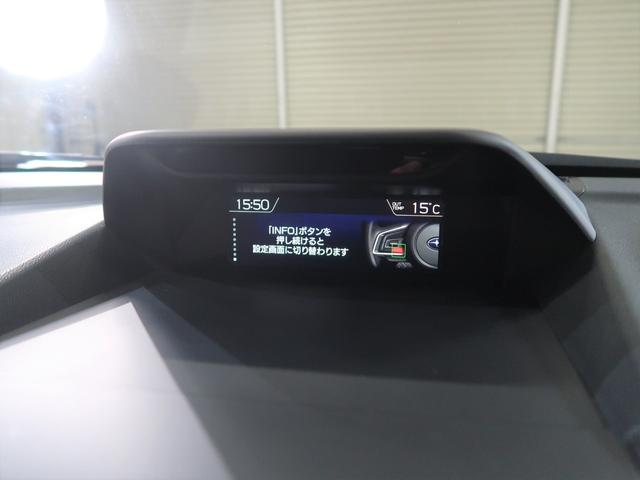 15:50
OUT
TEMP
15°C
「INFO」ボタンを
押し続けると
設定画面に切り替わります